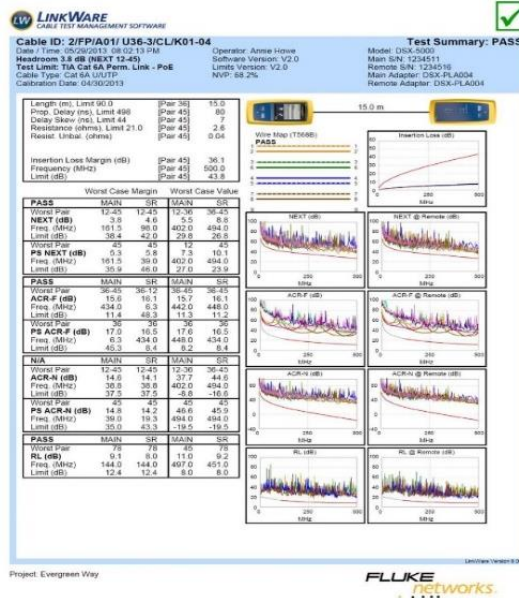 LINKWARE
CABLE TEST MANAGEMENT SOFTWARE
Cable ID: 2/FP/A01/ U36-3/CL/K01-04
Test Summary: PASS
Date / Time: 05/29/2013 08:02:13 PM
Headroom 3.8 dB (NEXT 12-45)
Test Limit: TIA Cat 6A Perm. Link - PoE
Cable Type: Cat 6A U/UTP
Calibration Date: 04/30/2013
Operator: Annie Howe
Software Version: V2.0
Limits Version: V2.0
NVP: 68.2%
Model: DSX-5000
Main S/N: 1234511
Remote S/N: 1234516
Main Adapter: DSX-PLA004
Remote Adapter: DSX-PLA004
Length (m), Limit 90.0 [Pair 36] 15.0
Prop. Delay (ns), Limit 498 [Pair 45] 80
Delay Skew (ns), Limit 44 [Pair 45] 7
Resistance (ohms), Limit 21.0 [Pair 45] 2.6
Resist. Unbal. (ohms) [Pair 45] 0.04
Insertion Loss Margin (dB) [Pair 45] 36.1
Frequency (MHz) [Pair 45] 500.0
Limit (dB) [Pair 45] 43.8
15.0 m
Wire Map (T568B)
PASS
Insertion Loss (dB)
MHz
Worst Case Margin Worst Case Value
PASS MAIN SR MAIN SR
Worst Pair 12-45 12-45 12-36 36-45
NEXT (dB) 3.8 4.6 5.5 8.8
Freq. (MHz) 161.5 96.0 402.0 494.0
Limit (dB) 38.4 42.0 29.8 26.8
Worst Pair 45 45 12 45
PS NEXT (dB) 5.3 5.8 7.3 10.1
Freq. (MHz) 161.5 39.0 402.0 494.0
Limit (dB) 35.9 46.0 27.0 23.9
PASS MAIN SR MAIN SR
Worst Pair 36-45 36-12 36-45 36-45
ACR-F (dB) 15.6 16.1 15.7 16.1
Freq. (MHz) 434.0 6.3 442.0 448.0
Limit (dB) 11.4 48.3 11.3 11.2
Worst Pair 36 36 36 36
PS ACR-F (dB) 17.0 16.5 17.6 16.5
Freq. (MHz) 6.3 434.0 448.0 434.0
Limit (dB) 45.3 8.4 8.2 8.4
N/A MAIN SR MAIN SR
Worst Pair 12-45 12-45 12-36 36-45
ACR-N (dB) 14.6 14.1 37.7 44.6
Freq. (MHz) 38.8 38.8 402.0 494.0
Limit (dB) 37.5 37.5 -8.8 -16.6
Worst Pair 45 45 45 45
PS ACR-N (dB) 14.8 14.2 46.6 45.9
Freq. (MHz) 39.0 19.3 494.0 494.0
Limit (dB) 35.0 43.3 -19.5 -19.5
PASS MAIN SR MAIN SR
Worst Pair 78 78 45 78
RL (dB) 9.1 8.0 11.0 9.2
Freq. (MHz) 144.0 144.0 497.0 451.0
Limit (dB) 12.4 12.4 8.0 8.0
NEXT (dB)
NEXT @ Remote (dB)
MHz
MHz
ACR-F (dB)
ACR-F @ Remote (dB)
MHz
MHz
ACR-N (dB)
ACR-N @ Remote (dB)
MHz
MHz
RL (dB)
RL @ Remote (dB)
MHz
MHz
Project: Evergreen Way
FLUKE
networks